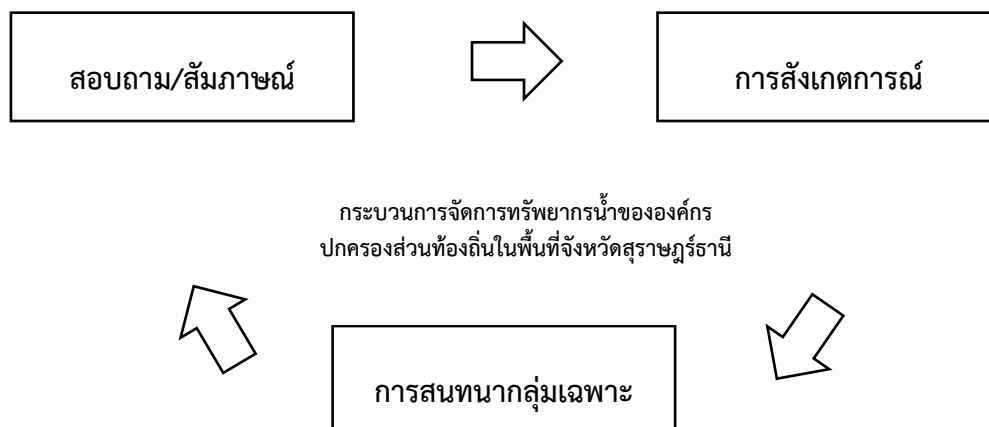 สอบถาม/สัมภาษณ์
การสังเกตการณ์
กระบวนการจัดการทรัพยากรน้ำขององค์กร
ปกครองส่วนท้องถิ่นในพื้นที่จังหวัดสุราษฎร์ธานี
การสนทนากลุ่มเฉพาะ